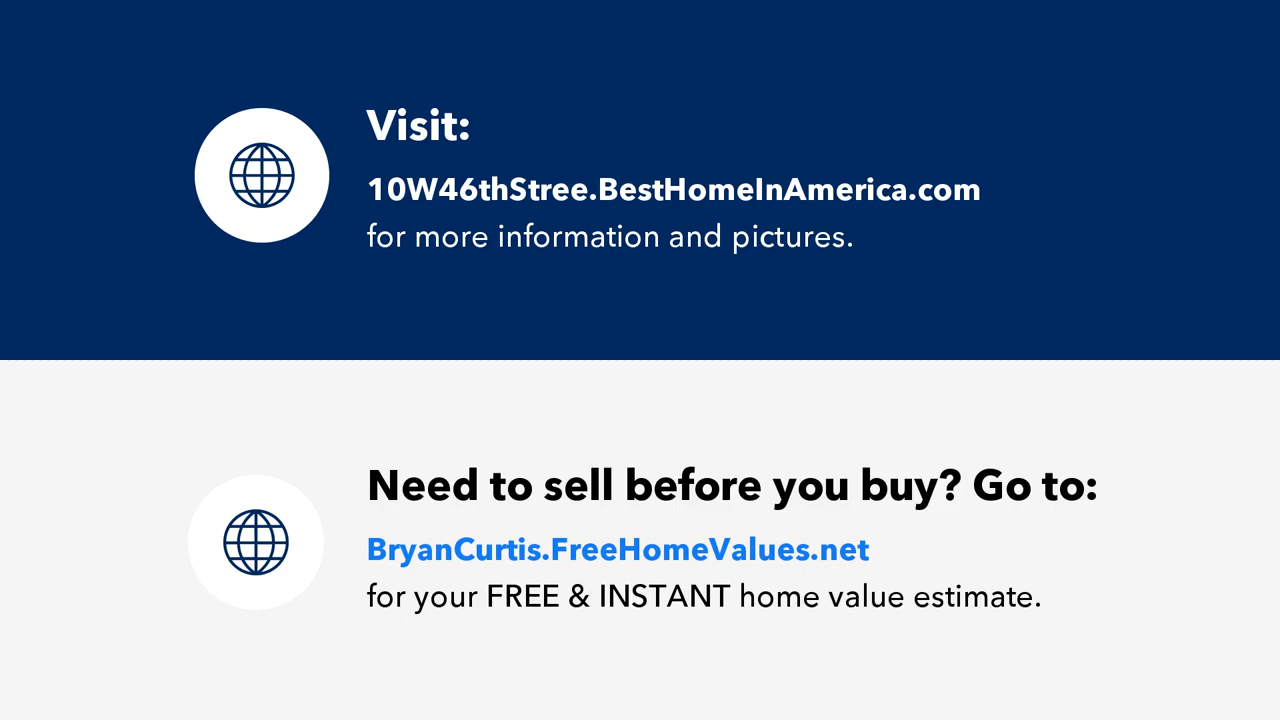 Visit:
10W46thStree.BestHomeInAmerica.com
for more information and pictures.
Need to sell before you buy? Go to:
BryanCurtis.FreeHomeValues.net
for your FREE & INSTANT home value estimate.